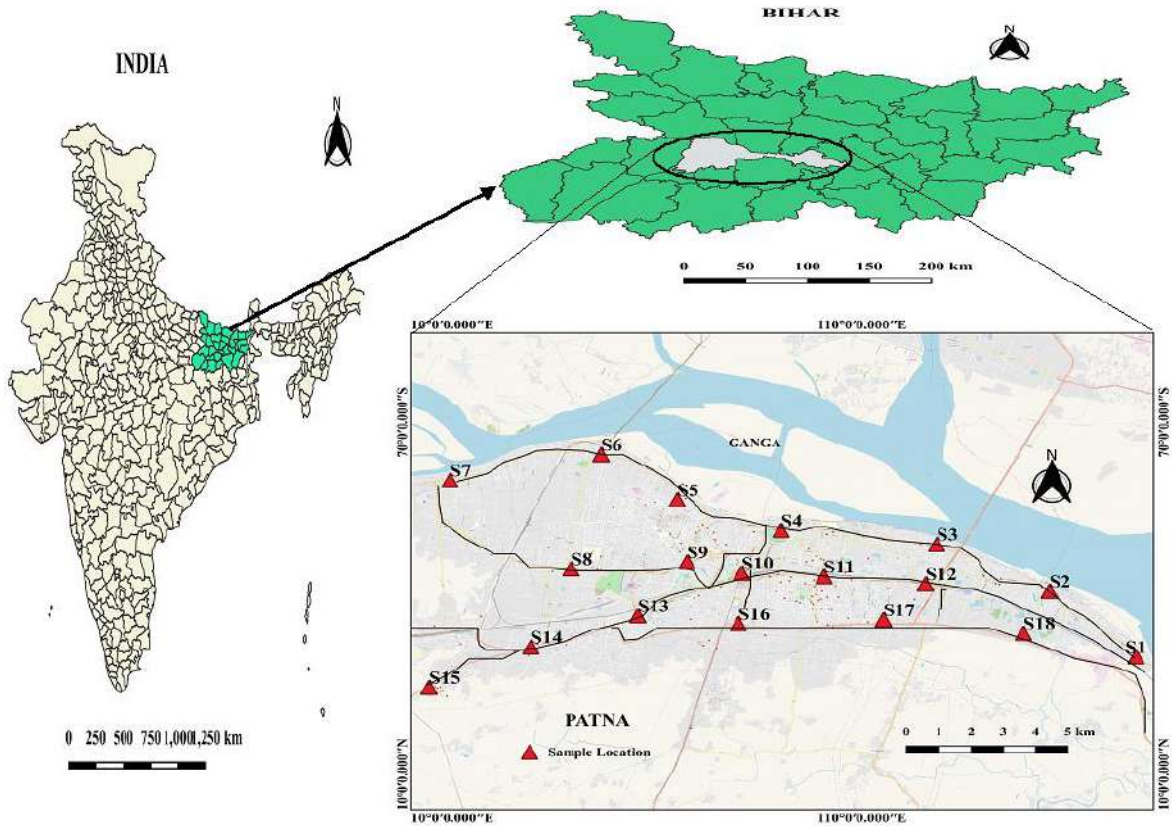 BIHAR
N
INDIA
N
0 50 100 150 200 km
10°0'0.000"E 110°0'0.000"E
70°0'0.000"S 70°0'0.000"S
GANGA
N
S6
S7
S5
S4
S3
S8
S9
S10
S11
S12
S2
S13
S16
S17
S18
S14
S1
S15
PATNA
Sample Location
0 1 2 3 4 5 km
0 250 500 750 1,0001,250 km
10°0'0.000"N 10°0'0.000"N
10°0'0.000"E 110°0'0.000"E